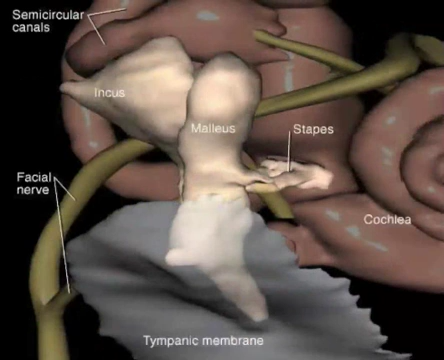 Semicircular
canals
Incus
Malleus
Stapes
Facial
nerve
Cochlea
Tympanic membrane